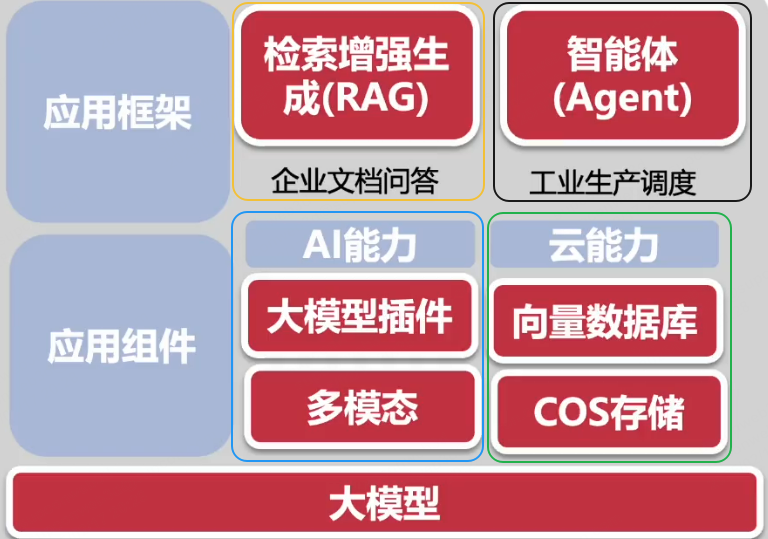 应用框架
检索增强生
成(RAG)
企业文档问答
智能体
(Agent)
工业生产调度
应用组件
AI能力
大模型插件
多模态
云能力
向量数据库
COS存储
大模型